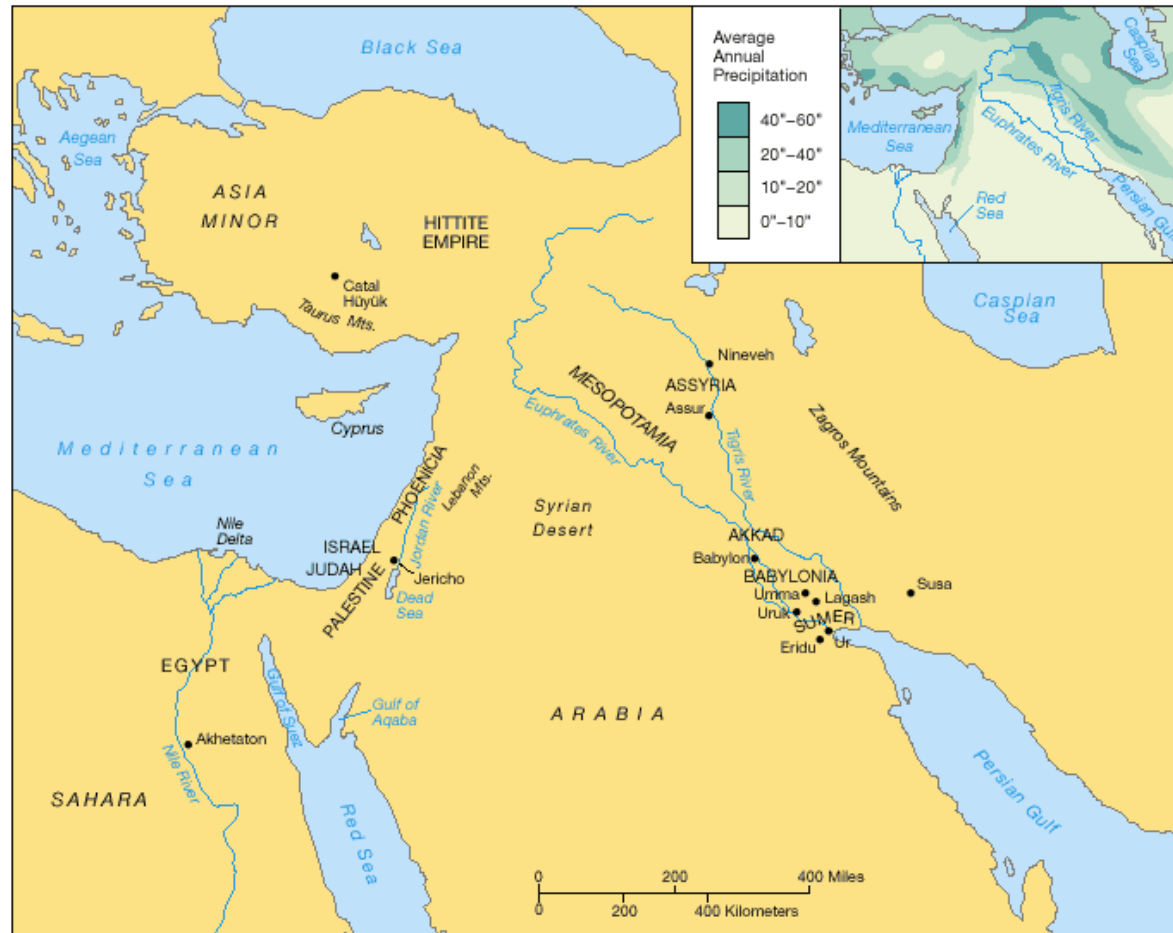 Black Sea
Aegean
Sea
ASIA
MINOR
HITTITE
EMPIRE
Catal
Hüyük
Taurus Mts.
Average
Annual
Precipitation
40"–60"
20"–40"
10"–20"
0"–10"
Caspian
Sea
Tigris River
Euphrates River
Mediterranean
Sea
Red
Sea
Persian Gulf
Caspian
Sea
Nineveh
ASSYRIA
Assur
MESOPOTAMIA
Euphrates River
Tigris River
Zagros Mountains
Cyprus
Mediterranean
Sea
PHOENICIA
Lebanon
Mts.
Jordan River
Syrian
Desert
Nile
Delta
ISRAEL
JUDAH
PALESTINE
Jericho
Dead
Sea
AKKAD
Babylon
BABYLONIA
Umma
Lagash
Susa
Uruk
SUMER
Ur
Eridu
EGYPT
Gulf of Suez
Gulf of
Aqaba
ARABIA
Akhetaton
Nile River
SAHARA
Red Sea
Persian Gulf
0 200 400 Miles
0 200 400 Kilometers